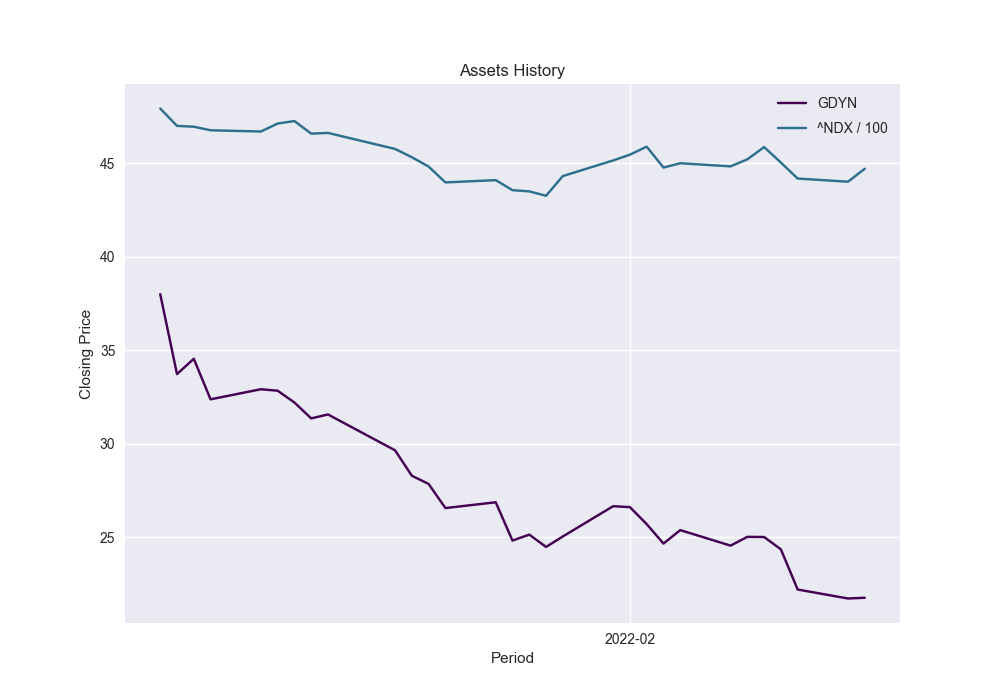 Assets History
GDYN
^NDX / 100
45
40
35
30
25
Closing Price
2022-02
Period